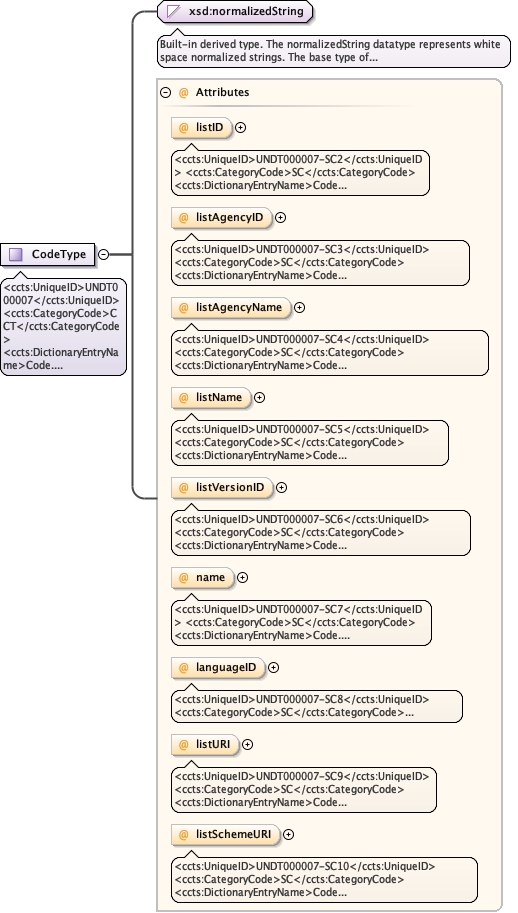 xsd:normalizedString
Built-in derived type. The normalizedString datatype represents white
space normalized strings. The base type of...
@ Attributes
@ listID
<ccts:UniqueID>UNDT000007-SC2</ccts:UniqueID
> <ccts:CategoryCode>SC</ccts:CategoryCode>
<ccts:DictionaryEntryName>Code...
@ listAgencyID
<ccts:UniqueID>UNDT000007-SC3</ccts:UniqueID>
<ccts:CategoryCode>SC</ccts:CategoryCode>
<ccts:DictionaryEntryName>Code...
CodeType
<ccts:UniqueID>UNDT0
00007</ccts:UniqueID>
<ccts:CategoryCode>C
CT</ccts:CategoryCode
>
<ccts:DictionaryEntryNa
me>Code....
@ listAgencyName
<ccts:UniqueID>UNDT000007-SC4</ccts:UniqueID>
<ccts:CategoryCode>SC</ccts:CategoryCode>
<ccts:DictionaryEntryName>Code...
@ listName
<ccts:UniqueID>UNDT000007-SC5</ccts:UniqueID>
<ccts:CategoryCode>SC</ccts:CategoryCode>
<ccts:DictionaryEntryName>Code...
@ listVersionID
<ccts:UniqueID>UNDT000007-SC6</ccts:UniqueID>
<ccts:CategoryCode>SC</ccts:CategoryCode>
<ccts:DictionaryEntryName>Code...
@ name
<ccts:UniqueID>UNDT000007-SC7</ccts:UniqueID
> <ccts:CategoryCode>SC</ccts:CategoryCode>
<ccts:DictionaryEntryName>Code....
@ languageID
<ccts:UniqueID>UNDT000007-SC8</ccts:UniqueID>
<ccts:CategoryCode>SC</ccts:CategoryCode>...
@ listURI
<ccts:UniqueID>UNDT000007-SC9</ccts:UniqueID>
<ccts:CategoryCode>SC</ccts:CategoryCode>
<ccts:DictionaryEntryName>Code...
@ listSchemeURI
<ccts:UniqueID>UNDT000007-SC10</ccts:UniqueID>
<ccts:CategoryCode>SC</ccts:CategoryCode>
<ccts:DictionaryEntryName>Code...